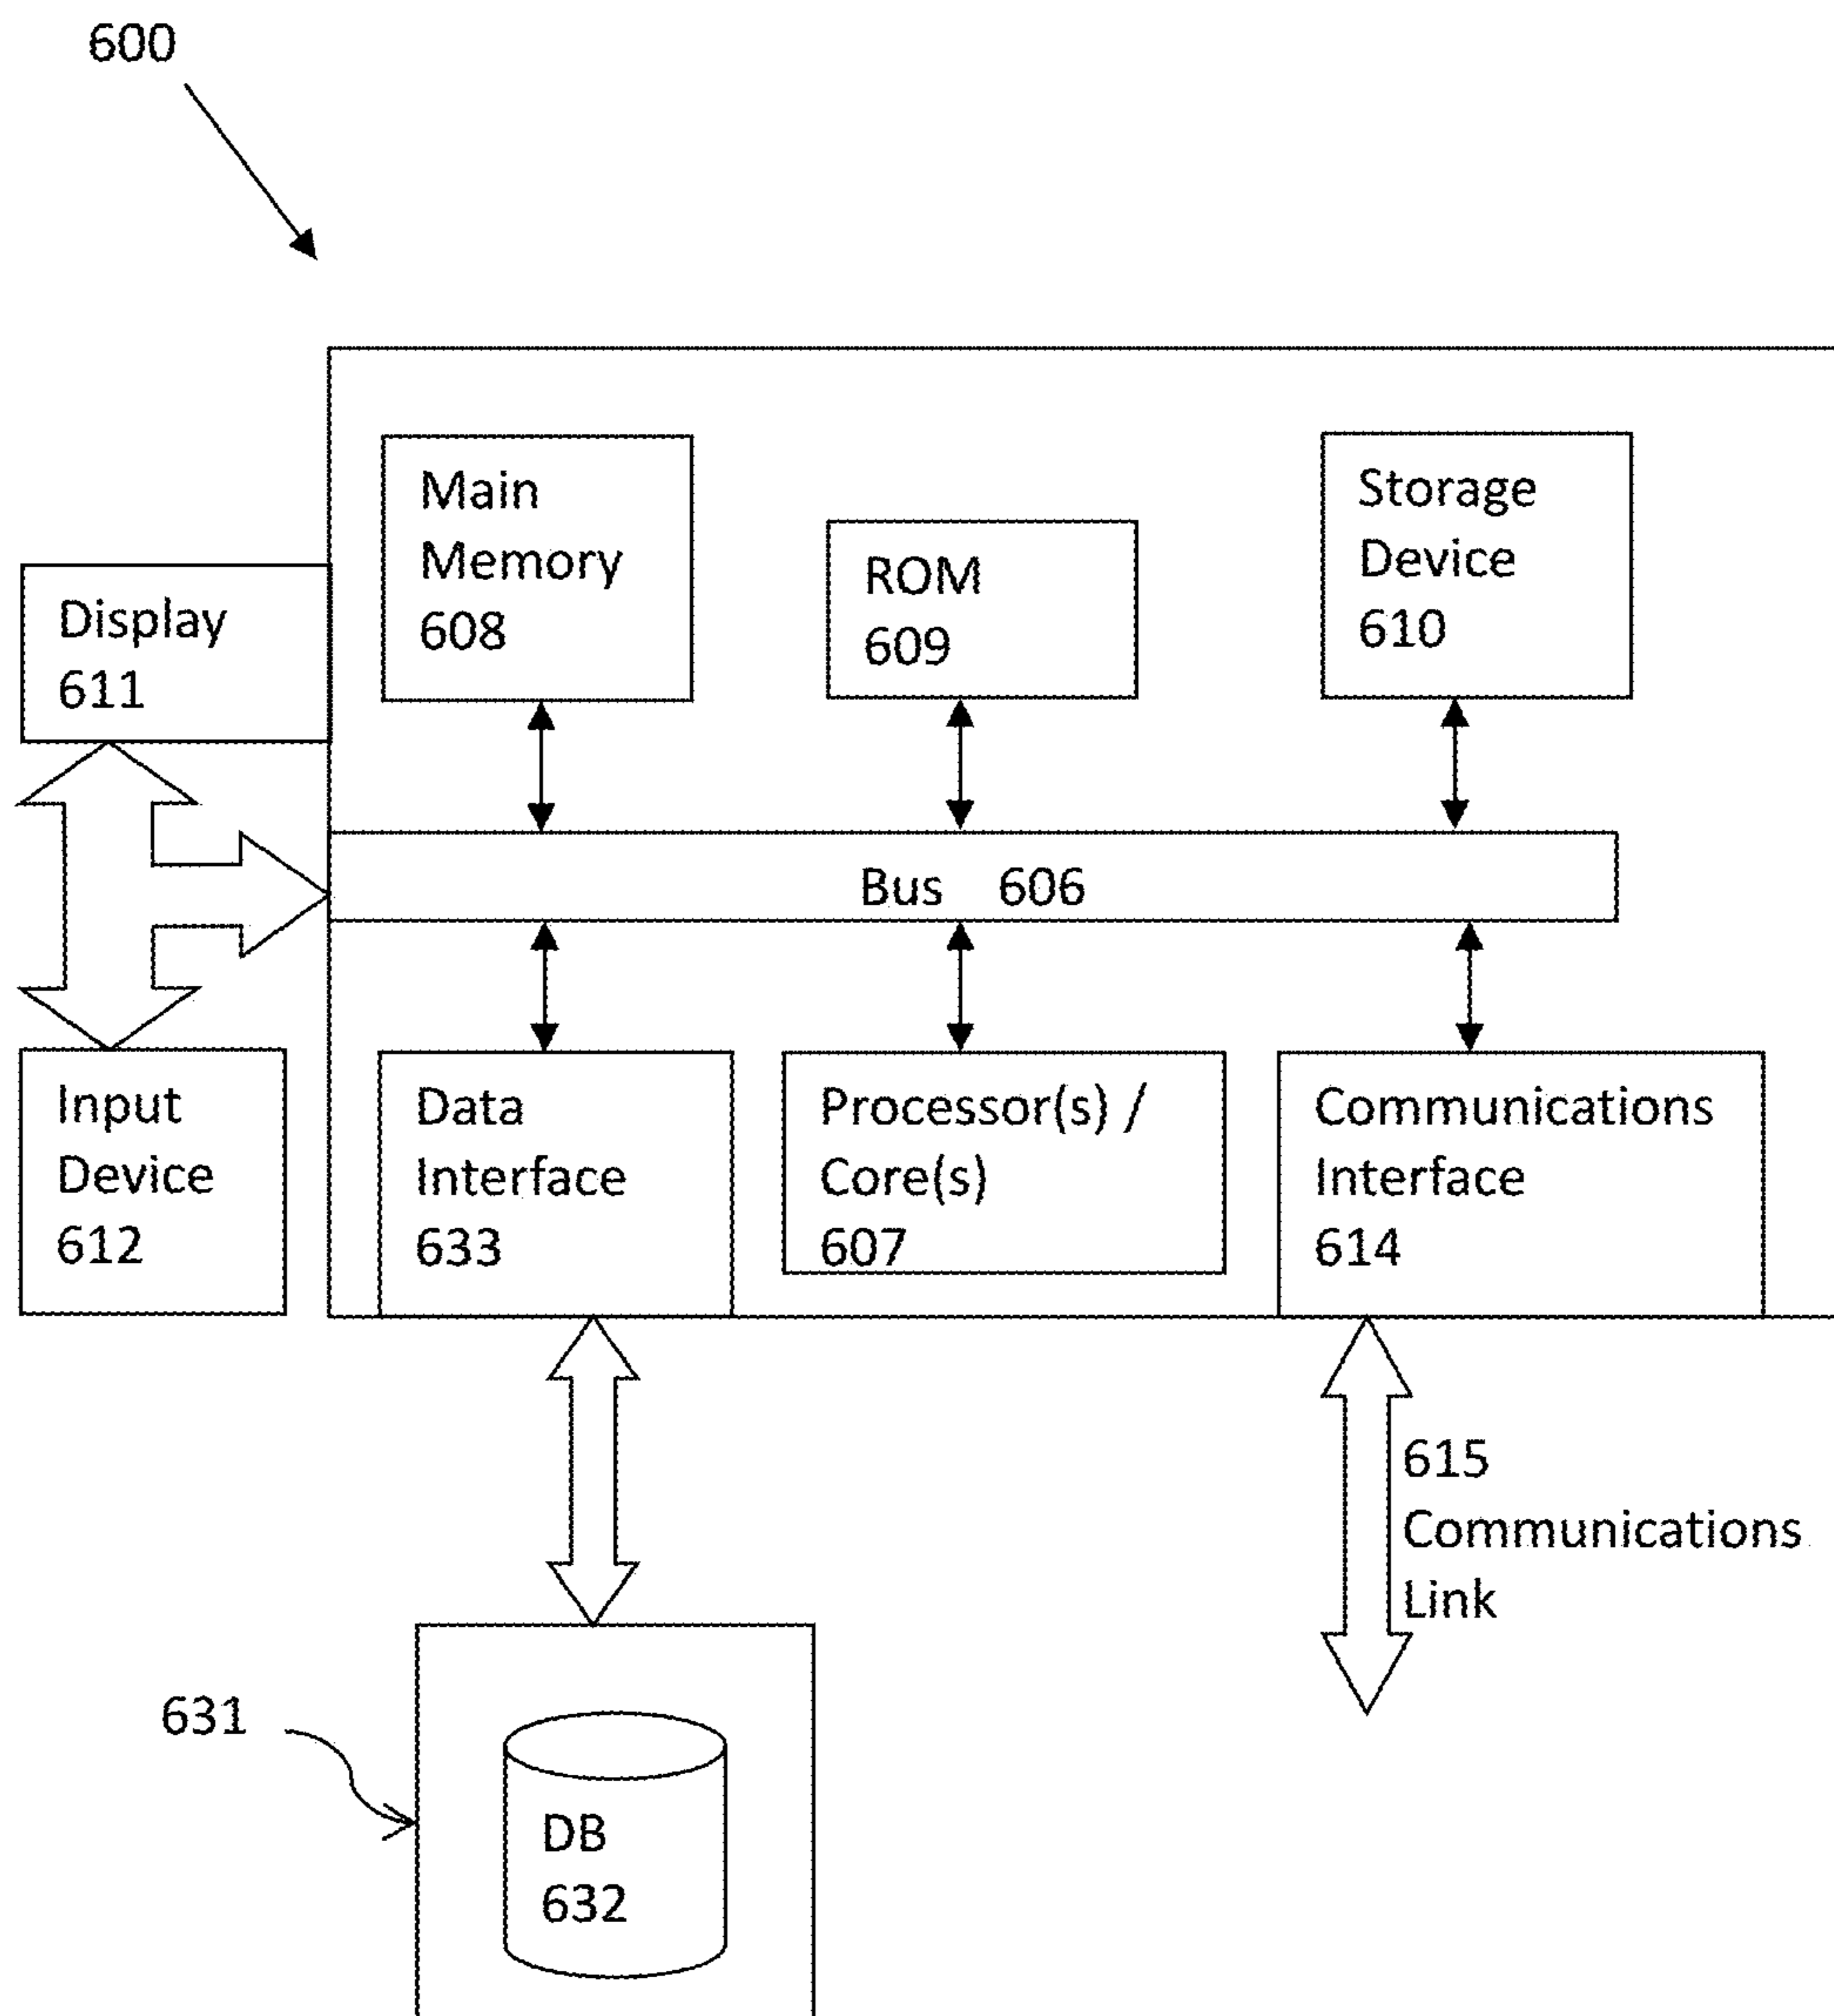 600
Main
Memory
608
ROM
609
Storage
Device
610
Display
611
Bus 606
Input
Device
612
Data
Interface
633
Processor(s) /
Core(s)
607
Communications
Interface
614
615
Communications
Link
631
DB
632